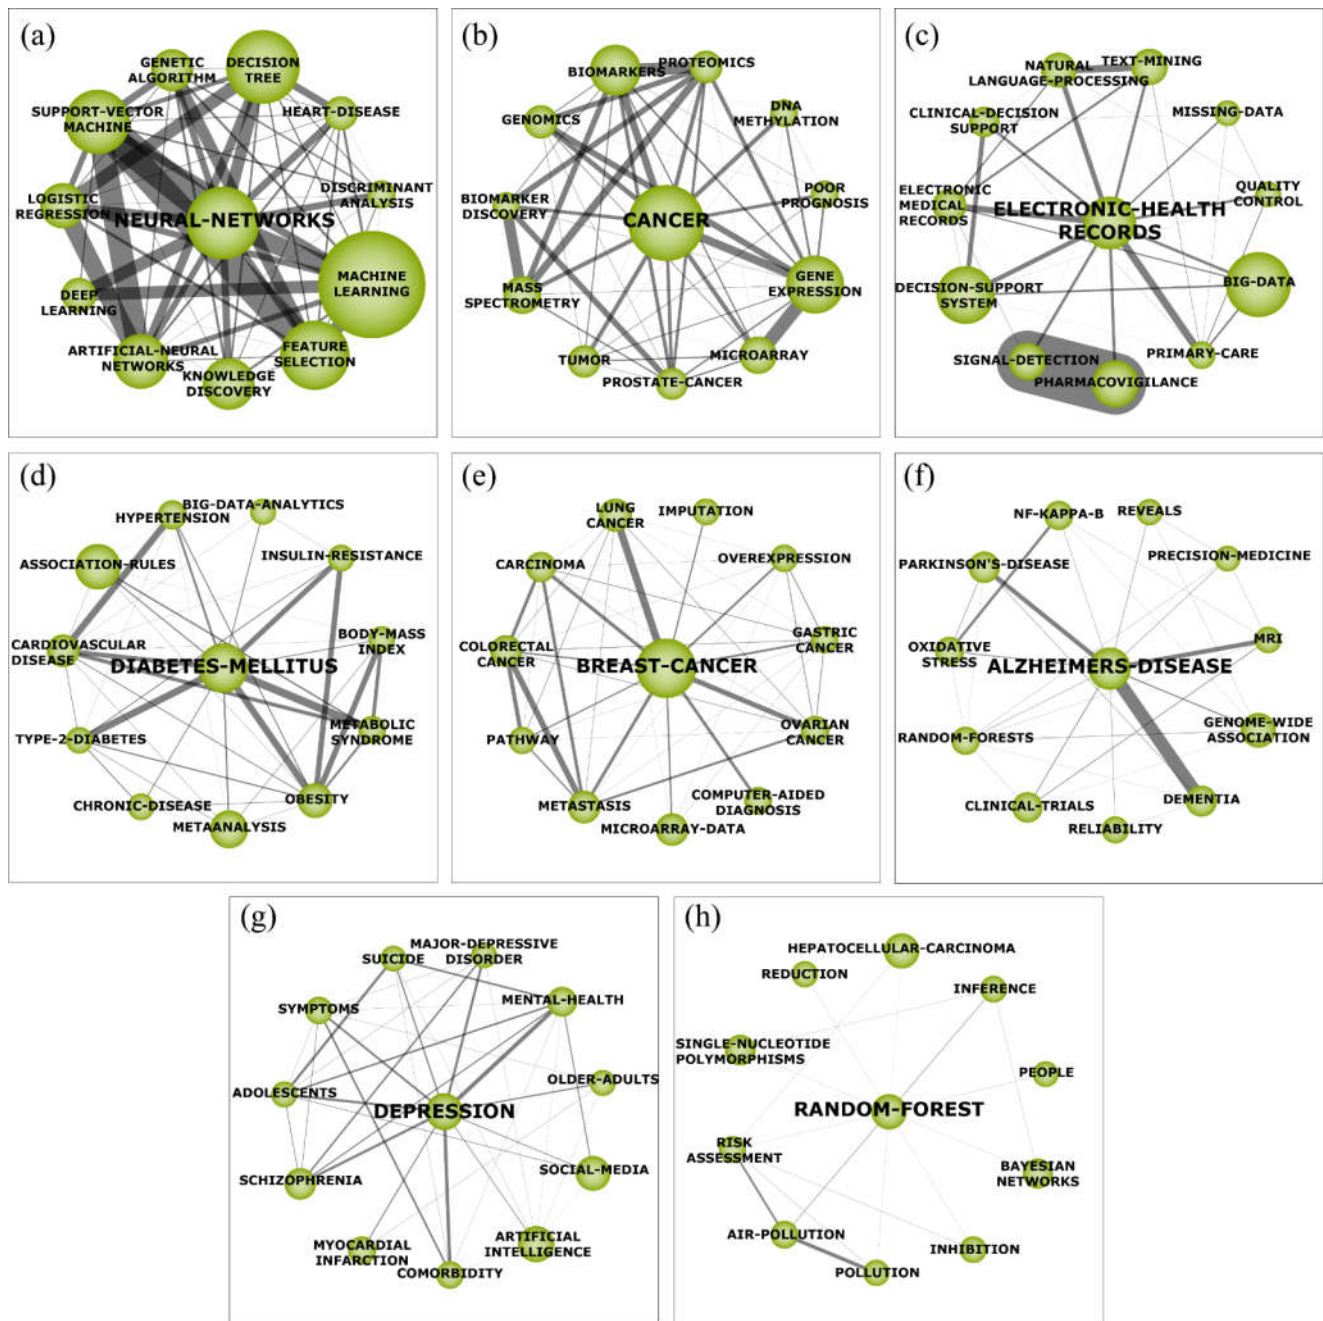 (a)
GENETIC
ALGORITHM
DECISION
TREE
SUPPORT-VECTOR
MACHINE
HEART-DISEASE
LOGISTIC
REGRESSION
DISCRIMINANT
ANALYSIS
NEURAL-NETWORKS
MACHINE
LEARNING
DEEP
LEARNING
ARTIFICIAL-NEURAL
NETWORKS
FEATURE
SELECTION
KNOWLEDGE
DISCOVERY
(b)
BIOMARKERS
PROTEOMICS
GENOMICS
DNA
METHYLATION
BIOMARKER
DISCOVERY
POOR
PROGNOSIS
CANCER
MASS
SPECTROMETRY
GENE
EXPRESSION
TUMOR
MICROARRAY
PROSTATE-CANCER
(c)
NATURAL
LANGUAGE-PROCESSING
TEXT-MINING
CLINICAL-DECISION
SUPPORT
MISSING-DATA
ELECTRONIC
MEDICAL
RECORDS
QUALITY
CONTROL
ELECTRONIC-HEALTH
RECORDS
DECISION-SUPPORT
SYSTEM
BIG-DATA
SIGNAL-DETECTION
PRIMARY-CARE
PHARMACOVIGILANCE
(d)
BIG-DATA-ANALYTICS
HYPERTENSION
ASSOCIATION-RULES
INSULIN-RESISTANCE
CARDIOVASCULAR
DISEASE
BODY-MASS
INDEX
DIABETES-MELLITUS
TYPE-2-DIABETES
METABOLIC
SYNDROME
CHRONIC-DISEASE
OBESITY
METAANALYSIS
(e)
LUNG
CANCER
IMPUTATION
CARCINOMA
OVEREXPRESSION
COLORECTAL
CANCER
GASTRIC
CANCER
BREAST-CANCER
PATHWAY
OVARIAN
CANCER
METASTASIS
COMPUTER-AIDED
DIAGNOSIS
MICROARRAY-DATA
(f)
NF-KAPPA-B
REVEALS
PARKINSON'S-DISEASE
PRECISION-MEDICINE
OXIDATIVE
STRESS
MRI
ALZHEIMERS-DISEASE
RANDOM-FORESTS
GENOME-WIDE
ASSOCIATION
CLINICAL-TRIALS
DEMENTIA
RELIABILITY
(g)
SUICIDE
MAJOR-DEPRESSIVE
DISORDER
SYMPTOMS
MENTAL-HEALTH
ADOLESCENTS
OLDER-ADULTS
DEPRESSION
SCHIZOPHRENIA
SOCIAL-MEDIA
MYOCARDIAL
INFARCTION
ARTIFICIAL
INTELLIGENCE
COMORBIDITY
(h)
HEPATOCELLULAR-CARCINOMA
REDUCTION
INFERENCE
SINGLE-NUCLEOTIDE
POLYMORPHISMS
PEOPLE
RANDOM-FOREST
RISK
ASSESSMENT
BAYESIAN
NETWORKS
AIR-POLLUTION
INHIBITION
POLLUTION